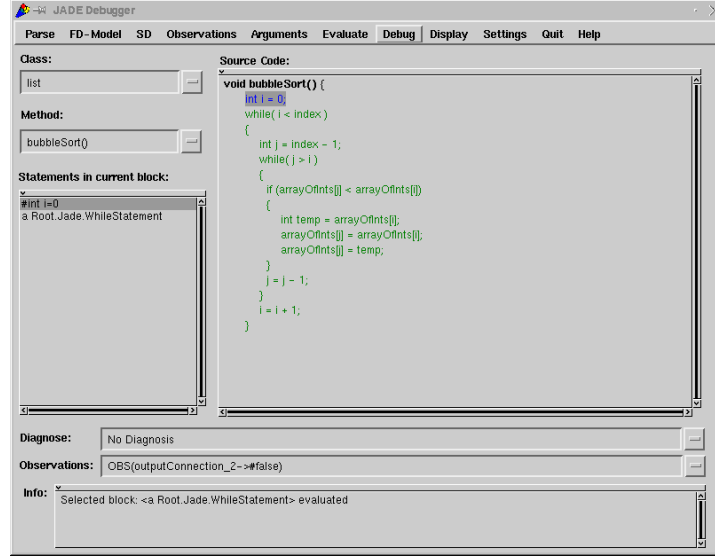 JADE Debugger
Parse FD-Model SD Observations Arguments Evaluate Debug Display Settings Quit Help
Class:
list
Method:
bubbleSort()
Statements in current block:
#int i=0
a Root.Jade.WhileStatement
Source Code:
void bubbleSort() {
int i = 0;
while( i < index )
{
int j = index - 1;
while( j > i )
{
if (arrayOfInts[j] < arrayOfInts[i])
{
int temp = arrayOfInts[i];
arrayOfInts[j] = arrayOfInts[i];
arrayOfInts[j] = temp;
}
j = j - 1;
}
i = i + 1;
}
Diagnose: No Diagnosis
Observations: OBS(outputConnection_2->#false)
Info: Selected block: <a Root.Jade.WhileStatement> evaluated